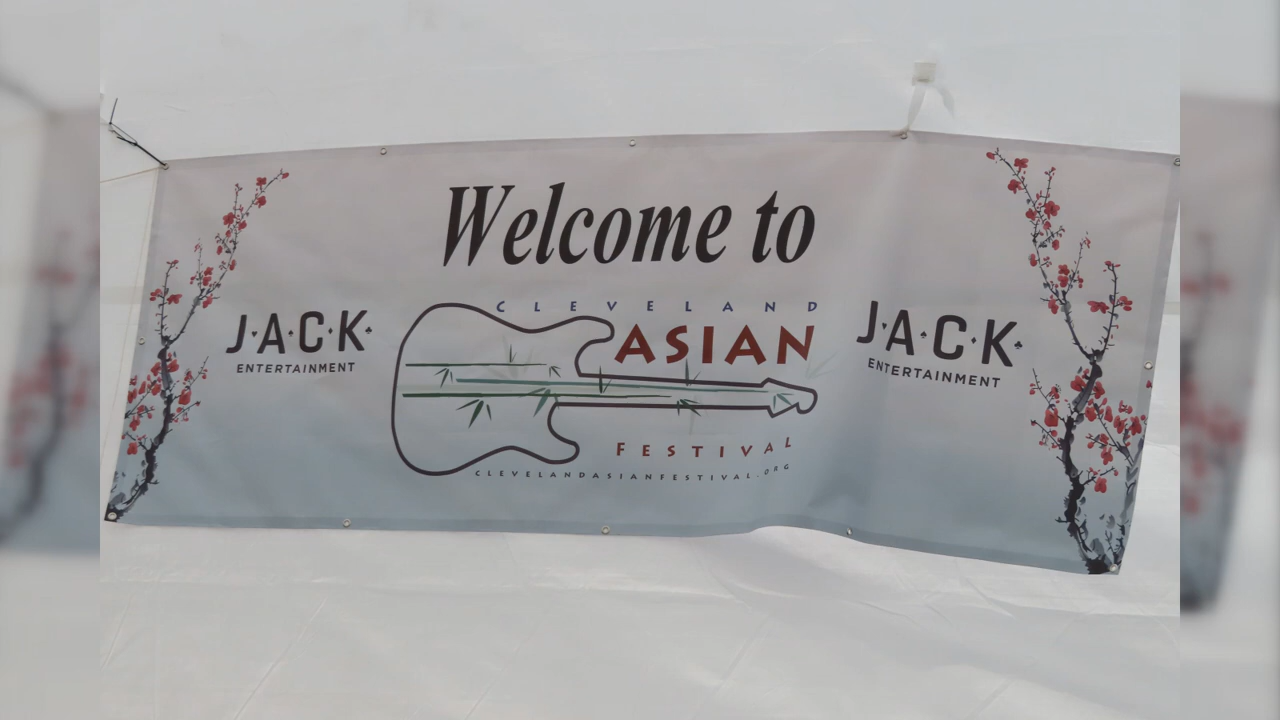 Welcome to
CLEVELAND
ASIAN
FESTIVAL
CLEVELANDASIANFESTIVAL.ORG
J·A·C·K♣
ENTERTAINMENT
J·A·C·K♣
ENTERTAINMENT